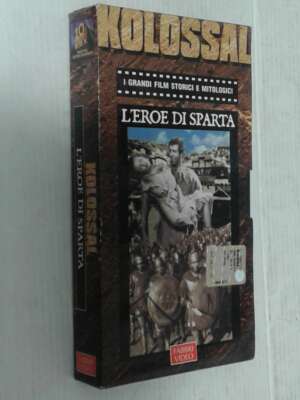 KOLOSSAL
I GRANDI FILM STORICI E MITOLOGICI
L'EROE DI SPARTA
FABBRI
VIDEO
KOLOSSAL
L'EROE DI SPARTA